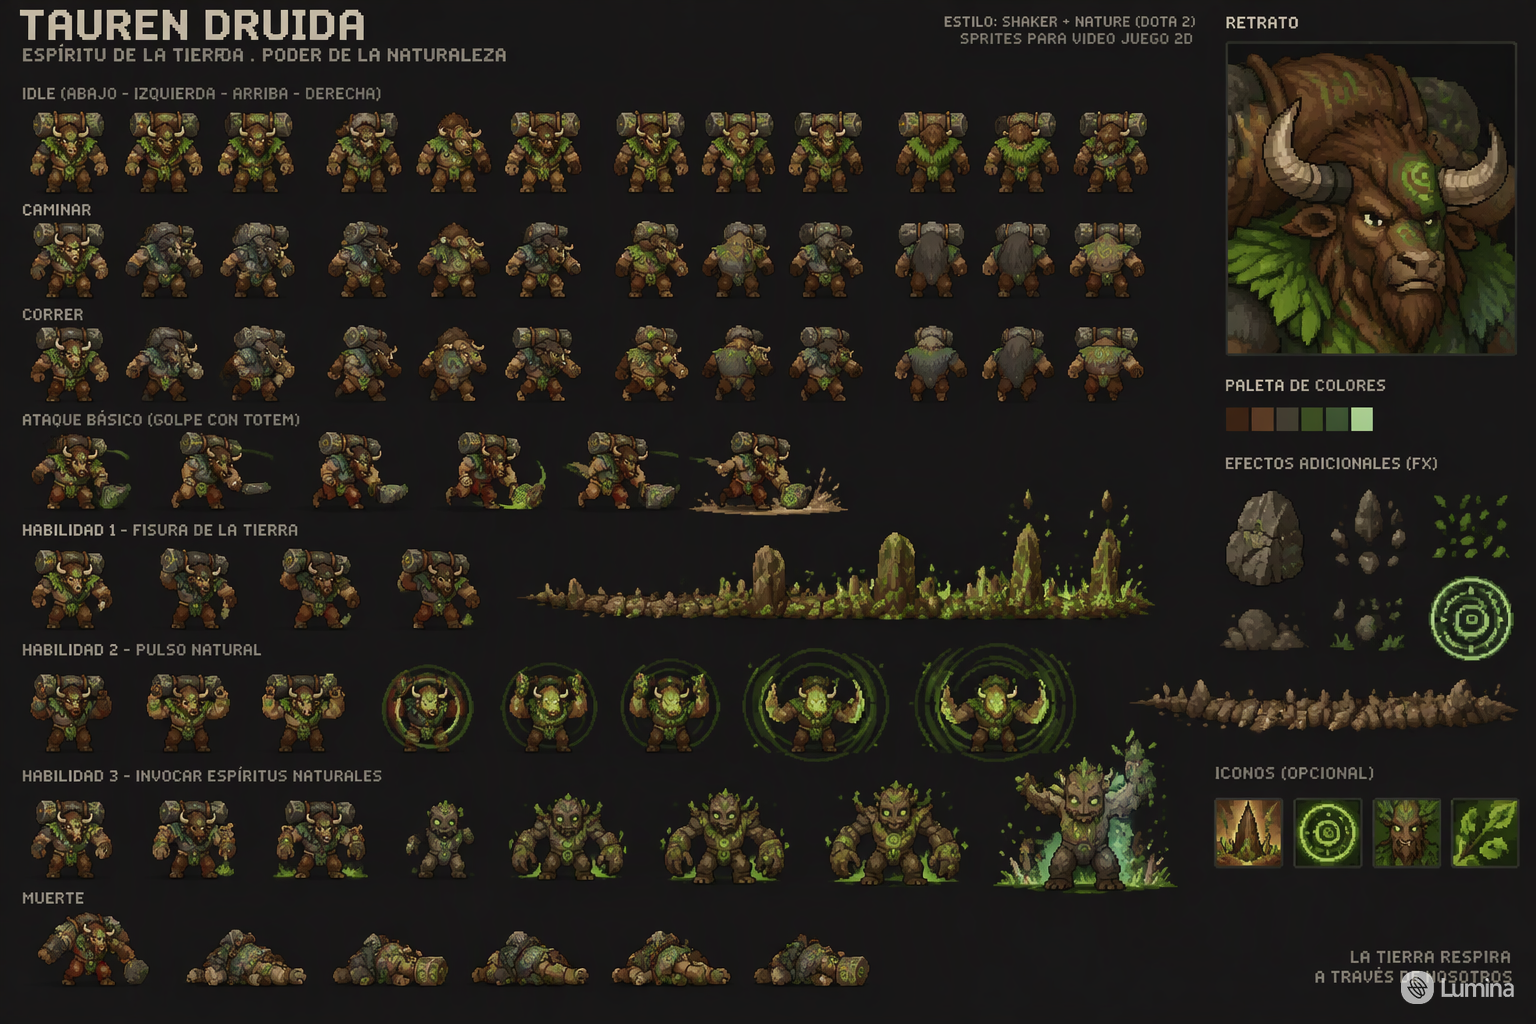 TAUREN DRUIDA
ESPÍRITU DE LA TIERRDA . PODER DE LA NATURALEZA
ESTILO: SHAKER + NATURE (DOTA 2)
SPRITES PARA VIDEO JUEGO 2D
RETRATO
IDLE (ABAJO - IZQUIERDA - ARRIBA - DERECHA)
CAMINAR
CORRER
PALETA DE COLORES
ATAQUE BÁSICO (GOLPE CON TOTEM)
EFECTOS ADICIONALES (FX)
HABILIDAD 1 - FISURA DE LA TIERRA
HABILIDAD 2 - PULSO NATURAL
HABILIDAD 3 - INVOCAR ESPÍRITUS NATURALES
ICONOS (OPCIONAL)
MUERTE
LA TIERRA RESPIRA
A TRAVÉS DE NOSOTROS
Lumina